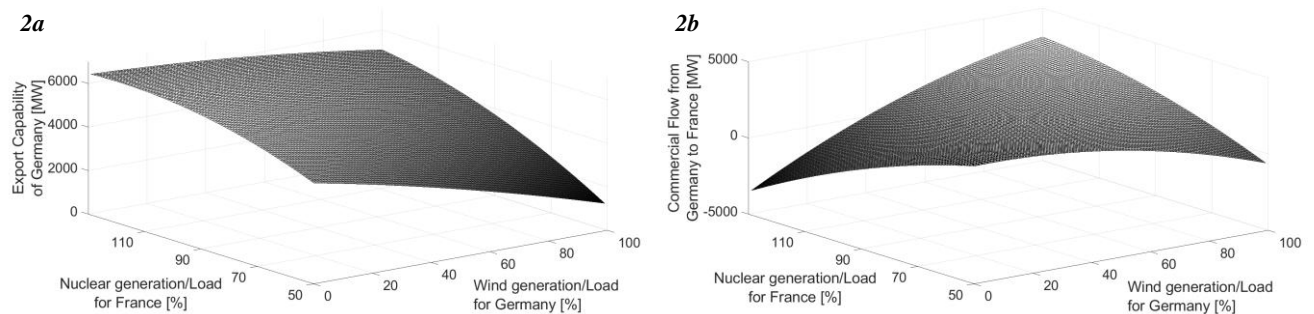 2a
Export Capability
of Germany [MW]
6000
4000
2000
0
110
90
70
50
Nuclear generation/Load
for France [%]
0
20
40
60
80
100
Wind generation/Load
for Germany [%]
2b
Commercial Flow from
Germany to France [MW]
5000
0
-5000
110
90
70
50
Nuclear generation/Load
for France [%]
0
20
40
60
80
100
Wind generation/Load
for Germany [%]